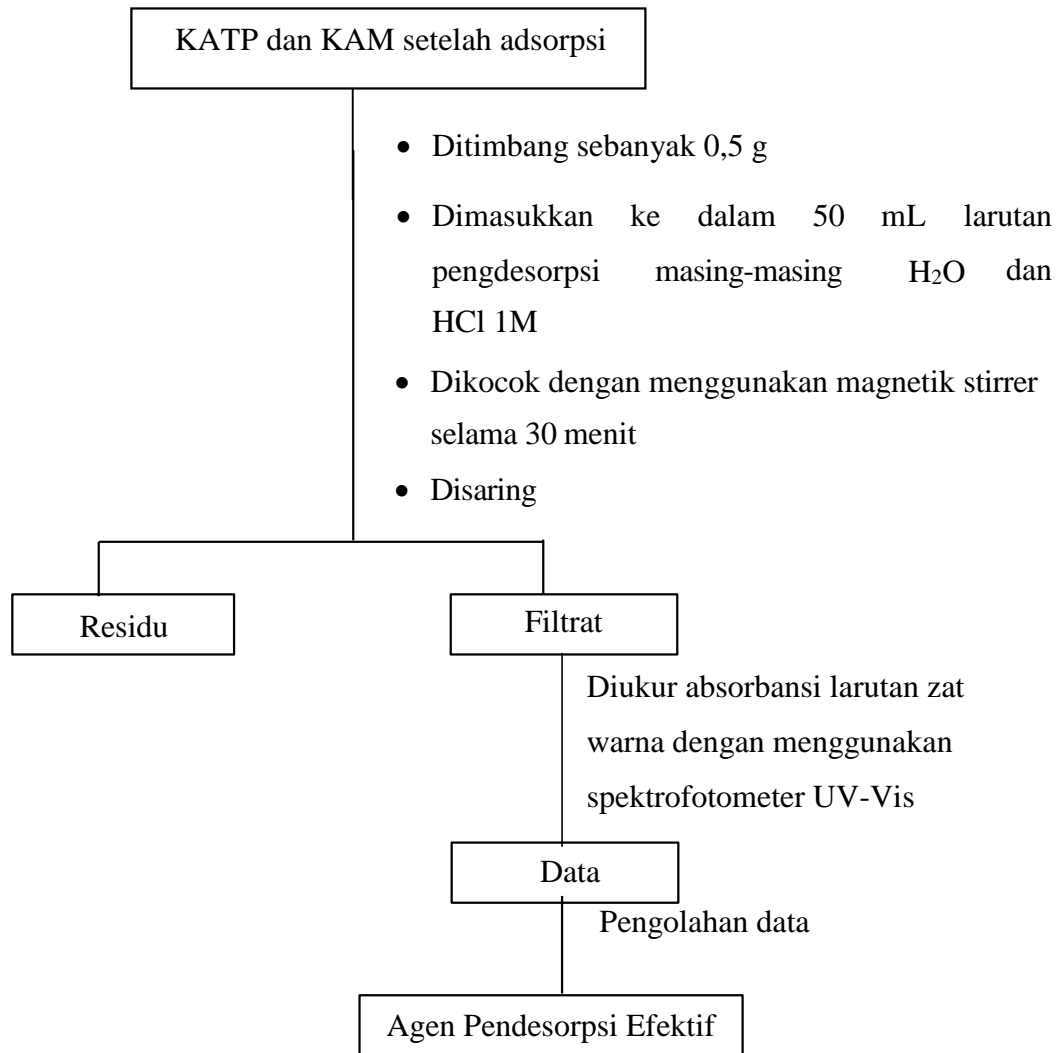 KATP dan KAM setelah adsorpsi
• Ditimbang sebanyak 0,5 g
• Dimasukkan ke dalam 50 mL larutan
pengdesorpsi masing-masing H₂O dan
HCl 1M
• Dikocok dengan menggunakan magnetik stirrer
selama 30 menit
• Disaring
Residu
Filtrat
Diukur absorbansi larutan zat
warna dengan menggunakan
spektrofotometer UV-Vis
Data
Pengolahan data
Agen Pendesorpsi Efektif